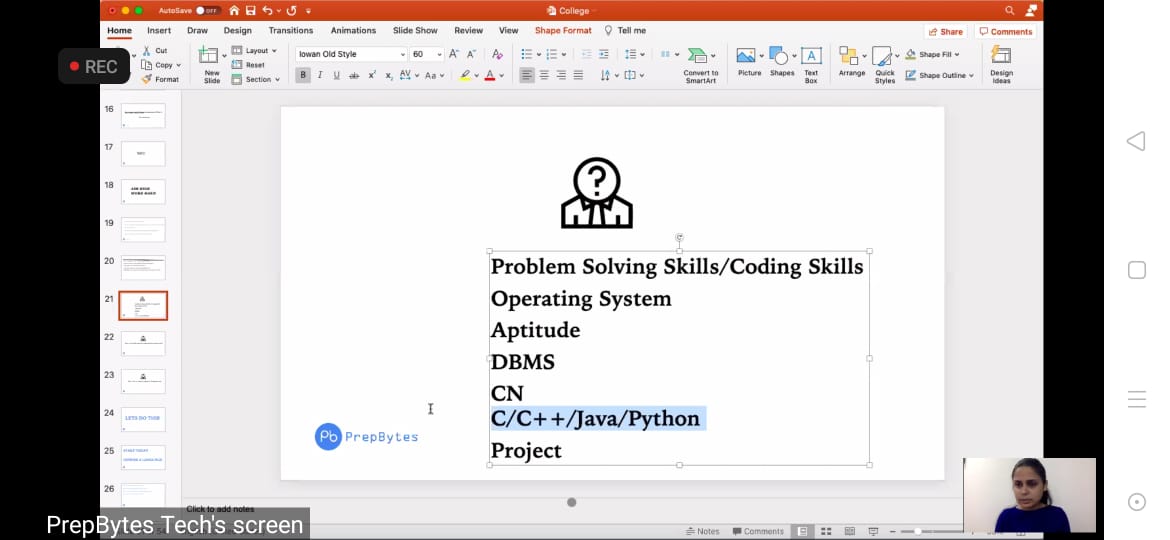 AutoSave OFF
College
Home Insert Draw Design Transitions Animations Slide Show Review View Shape Format Tell me
Share Comments
REC
Cut
Copy
Format
New Slide
Layout
Reset
Section
Iowan Old Style 60
Convert to SmartArt
Picture Shapes Text Box Arrange Quick Styles
Shape Fill
Shape Outline
Design Ideas
16
17
18
19
20
21
22
23
24
LETS DO THIS
25
26
?
Problem Solving Skills/Coding Skills
Operating System
Aptitude
DBMS
CN
C/C++/Java/Python
Project
Pb PrepBytes
Click to add notes
Notes Comments
PrepBytes Tech's screen